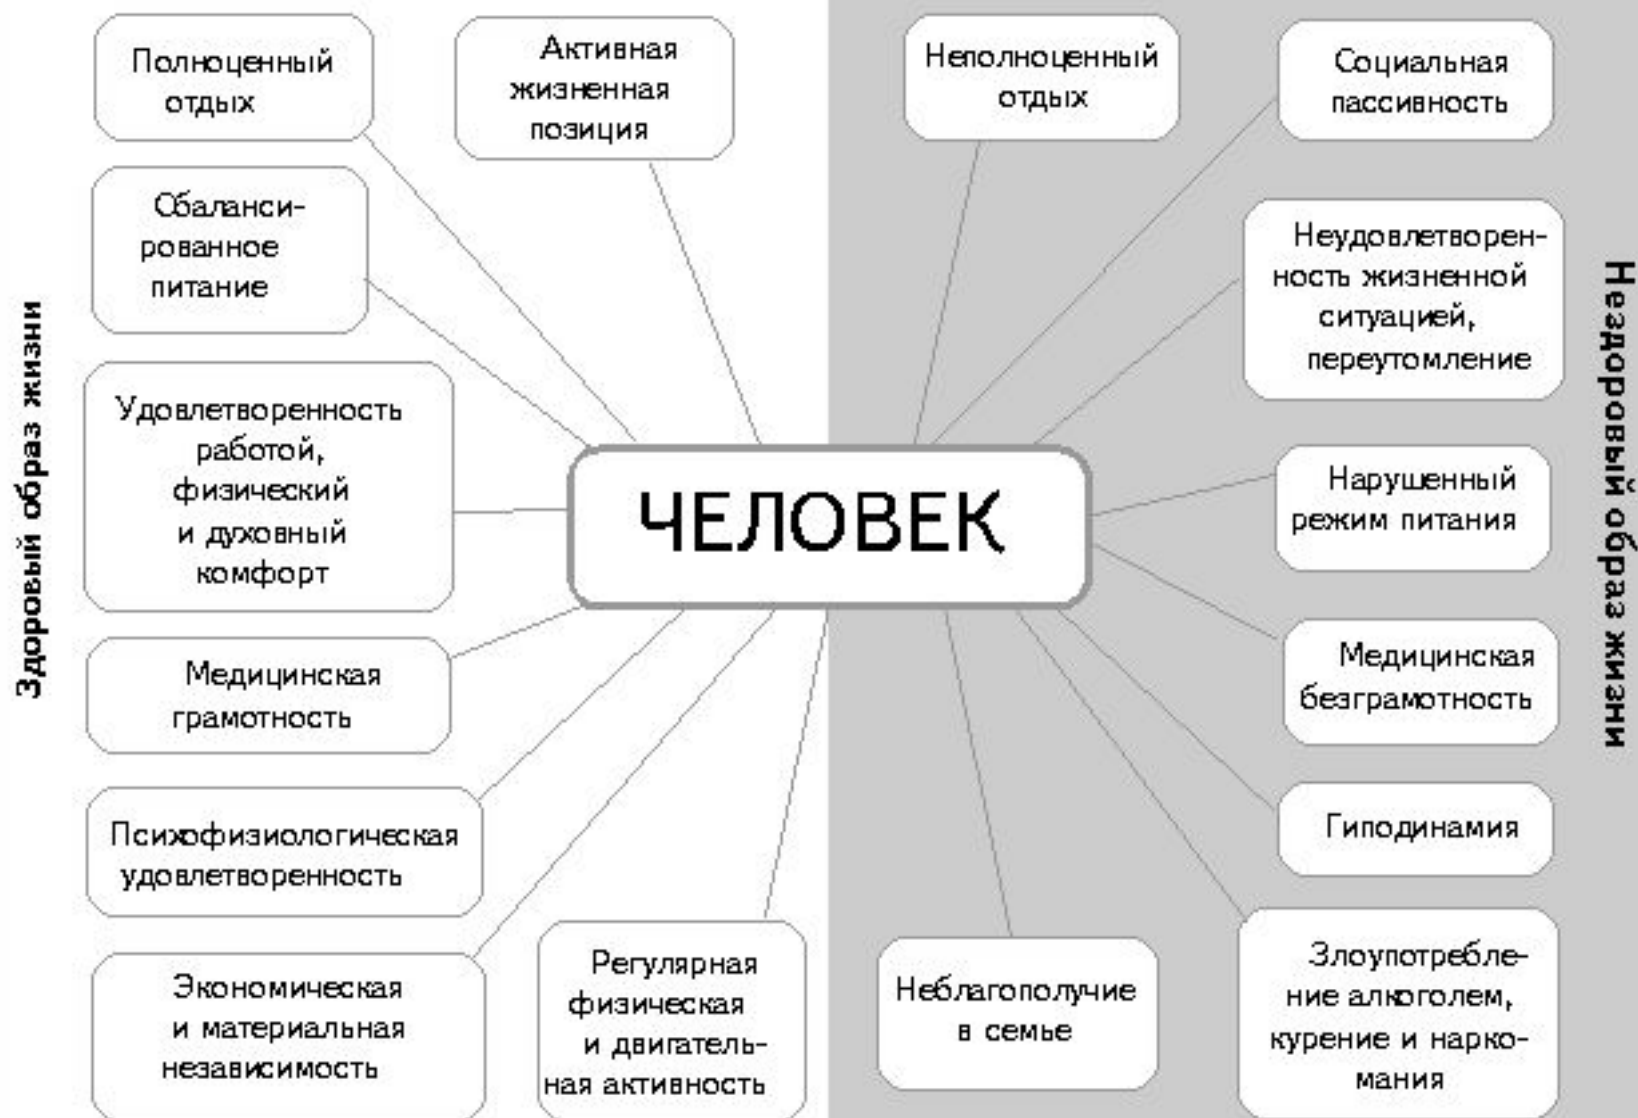 Здоровый образ жизни
Полноценный
отдых
Активная
жизненная
позиция
Сбаланси-
рованное
питание
Удовлетворенность
работой,
физический
и духовный
комфорт
Медицинская
грамотность
Психофизиологическая
удовлетворенность
Экономическая
и материальная
независимость
Регулярная
физическая
и двигатель-
ная активность
ЧЕЛОВЕК
Неполноценный
отдых
Социальная
пассивность
Неудовлетворен-
ность жизненной
ситуацией,
переутомление
Нарушенный
режим питания
Медицинская
безграмотность
Гиподинамия
Злоупотребле-
ние алкоголем,
курение и нарко-
мания
Неблагополучие
в семье
Нездоровый образ жизни